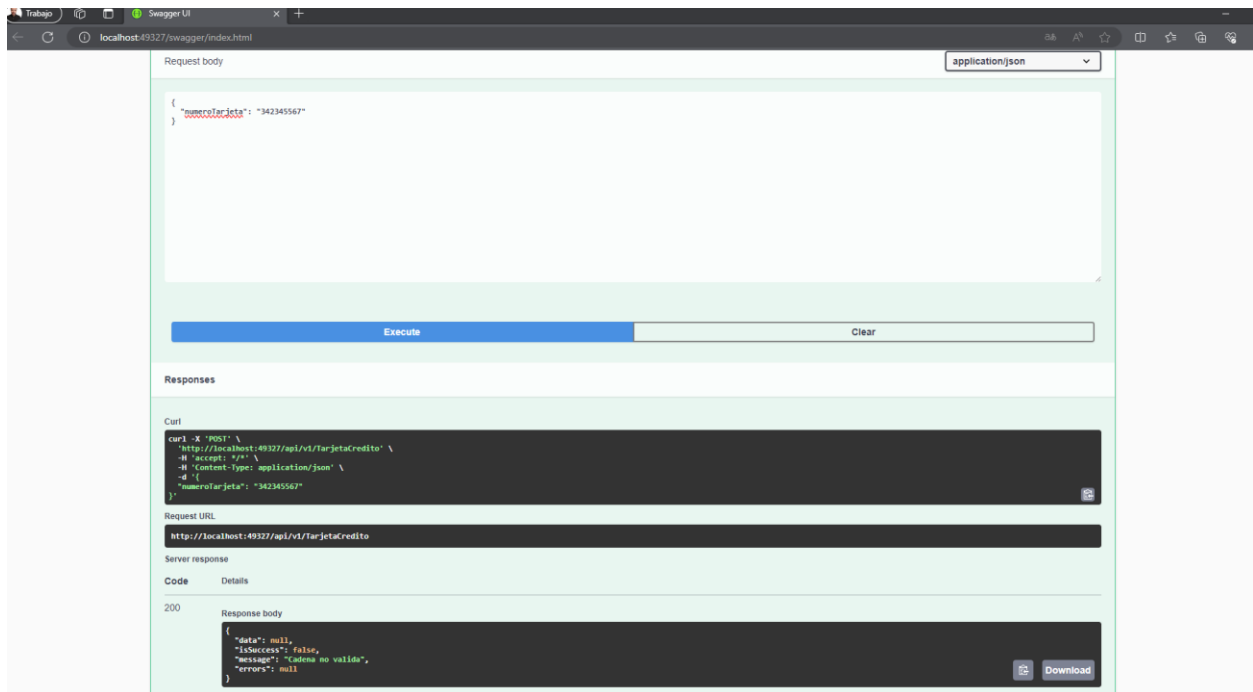 Trabajo
Swagger UI
localhost:49327/swagger/index.html
Request body
application/json
{
"numeroTarjeta": "342345567"
}
Execute
Clear
Responses
Curl
curl -X 'POST' \
'http://localhost:49327/api/v1/TarjetaCredito' \
-H 'accept: */*' \
-H 'Content-Type: application/json' \
-d '{
"numeroTarjeta": "342345567"
}'
Request URL
http://localhost:49327/api/v1/TarjetaCredito
Server response
Code Details
200
Response body
{
"data": null,
"isSuccess": false,
"message": "Cadena no valida",
"errors": null
}
Download